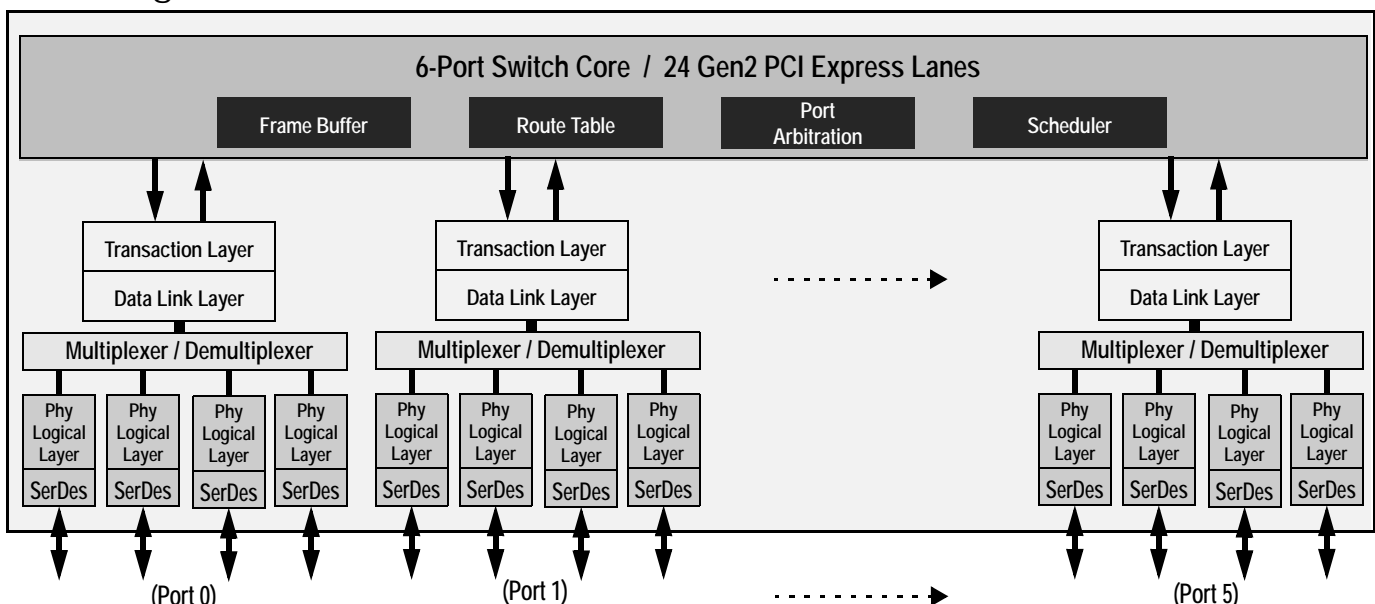 6-Port Switch Core / 24 Gen2 PCI Express Lanes
Frame Buffer
Route Table
Port
Arbitration
Scheduler
Transaction Layer
Data Link Layer
Multiplexer / Demultiplexer
Phy
Logical
Layer
SerDes
Phy
Logical
Layer
SerDes
Phy
Logical
Layer
SerDes
Phy
Logical
Layer
SerDes
(Port 0)
Transaction Layer
Data Link Layer
Multiplexer / Demultiplexer
Phy
Logical
Layer
SerDes
Phy
Logical
Layer
SerDes
Phy
Logical
Layer
SerDes
Phy
Logical
Layer
SerDes
(Port 1)
Transaction Layer
Data Link Layer
Multiplexer / Demultiplexer
Phy
Logical
Layer
SerDes
Phy
Logical
Layer
SerDes
Phy
Logical
Layer
SerDes
Phy
Logical
Layer
SerDes
(Port 5)